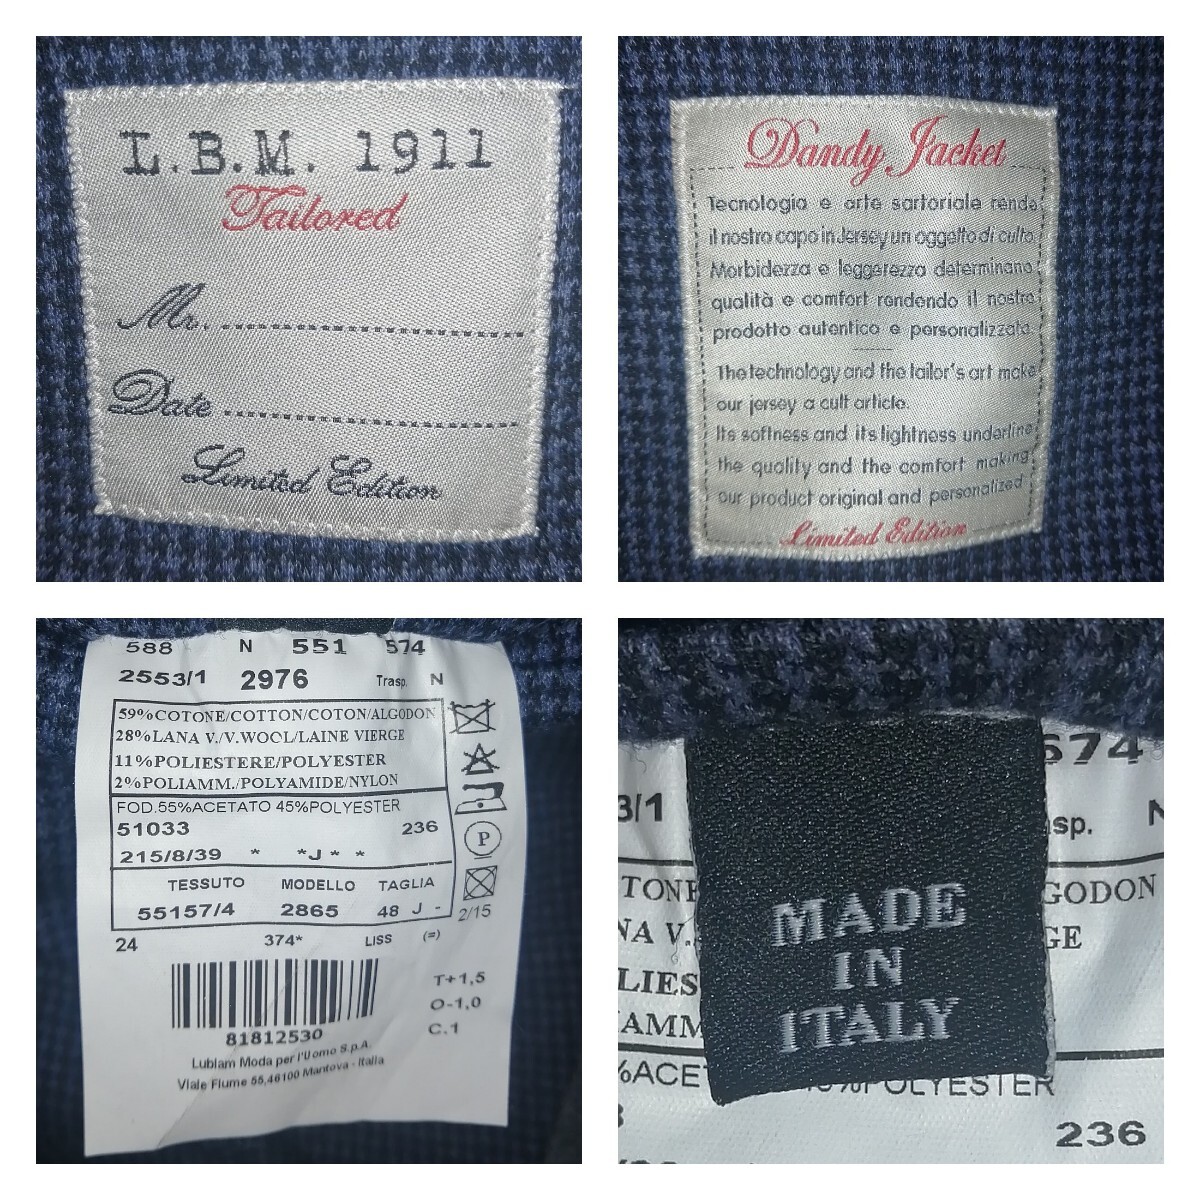 L.B.M. 1911
Tailored
Mr.
Date
Limited Edition
Dandy Jacket
Tecnologia e arte sartoriale rende
il nostro capo in Jersey un oggetto di culto.
Morbidezza e leggerezza determinano
qualità e comfort rendendo il nostro
prodotto autentico e personalizzato.
The technology and the tailor's art make
our jersey a cult article.
Its softness and its lightness underline
the quality and the comfort making
our product original and personalized
Limited Edition
588 N 551 574
2553/1 2976 Trasp. N
59%COTONE/COTTON/COTON/ALGODON
28%LANA V./V.WOOL/LAINE VIERGE
11%POLIESTERE/POLYESTER
2%POLIAMM./POLYAMIDE/NYLON
FOD.55%ACETATO 45%POLYESTER
51033 236
215/8/39 * *J * *
P
TESSUTO MODELLO TAGLIA
55157/4 2865 48 J -
2/15
24 374* LISS (=)
T+1,5
O-1,0
C.1
81812530
Lubiam Moda per l'Uomo S.p.A.
Viale Fiume 55,46100 Mantova - Italia
574
3/1 sp. N
TONE GODON
NA V. GE
LIES
AMM
%ACE POLYESTER
236
MADE
IN
ITALY